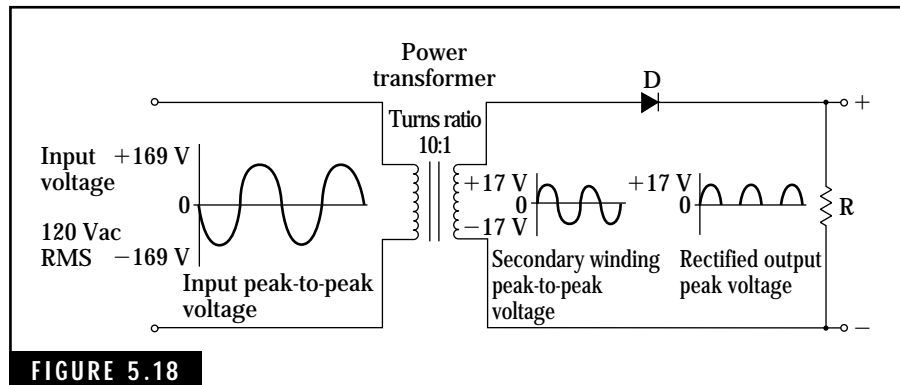 Power
transformer
D
+
Turns ratio
10:1
Input
voltage
+169 V
0
120 Vac
RMS
−169 V
Input peak-to-peak
voltage
+17 V
0
−17 V
Secondary winding
peak-to-peak
voltage
+17 V
0
Rectified output
peak voltage
R
−
FIGURE 5.18